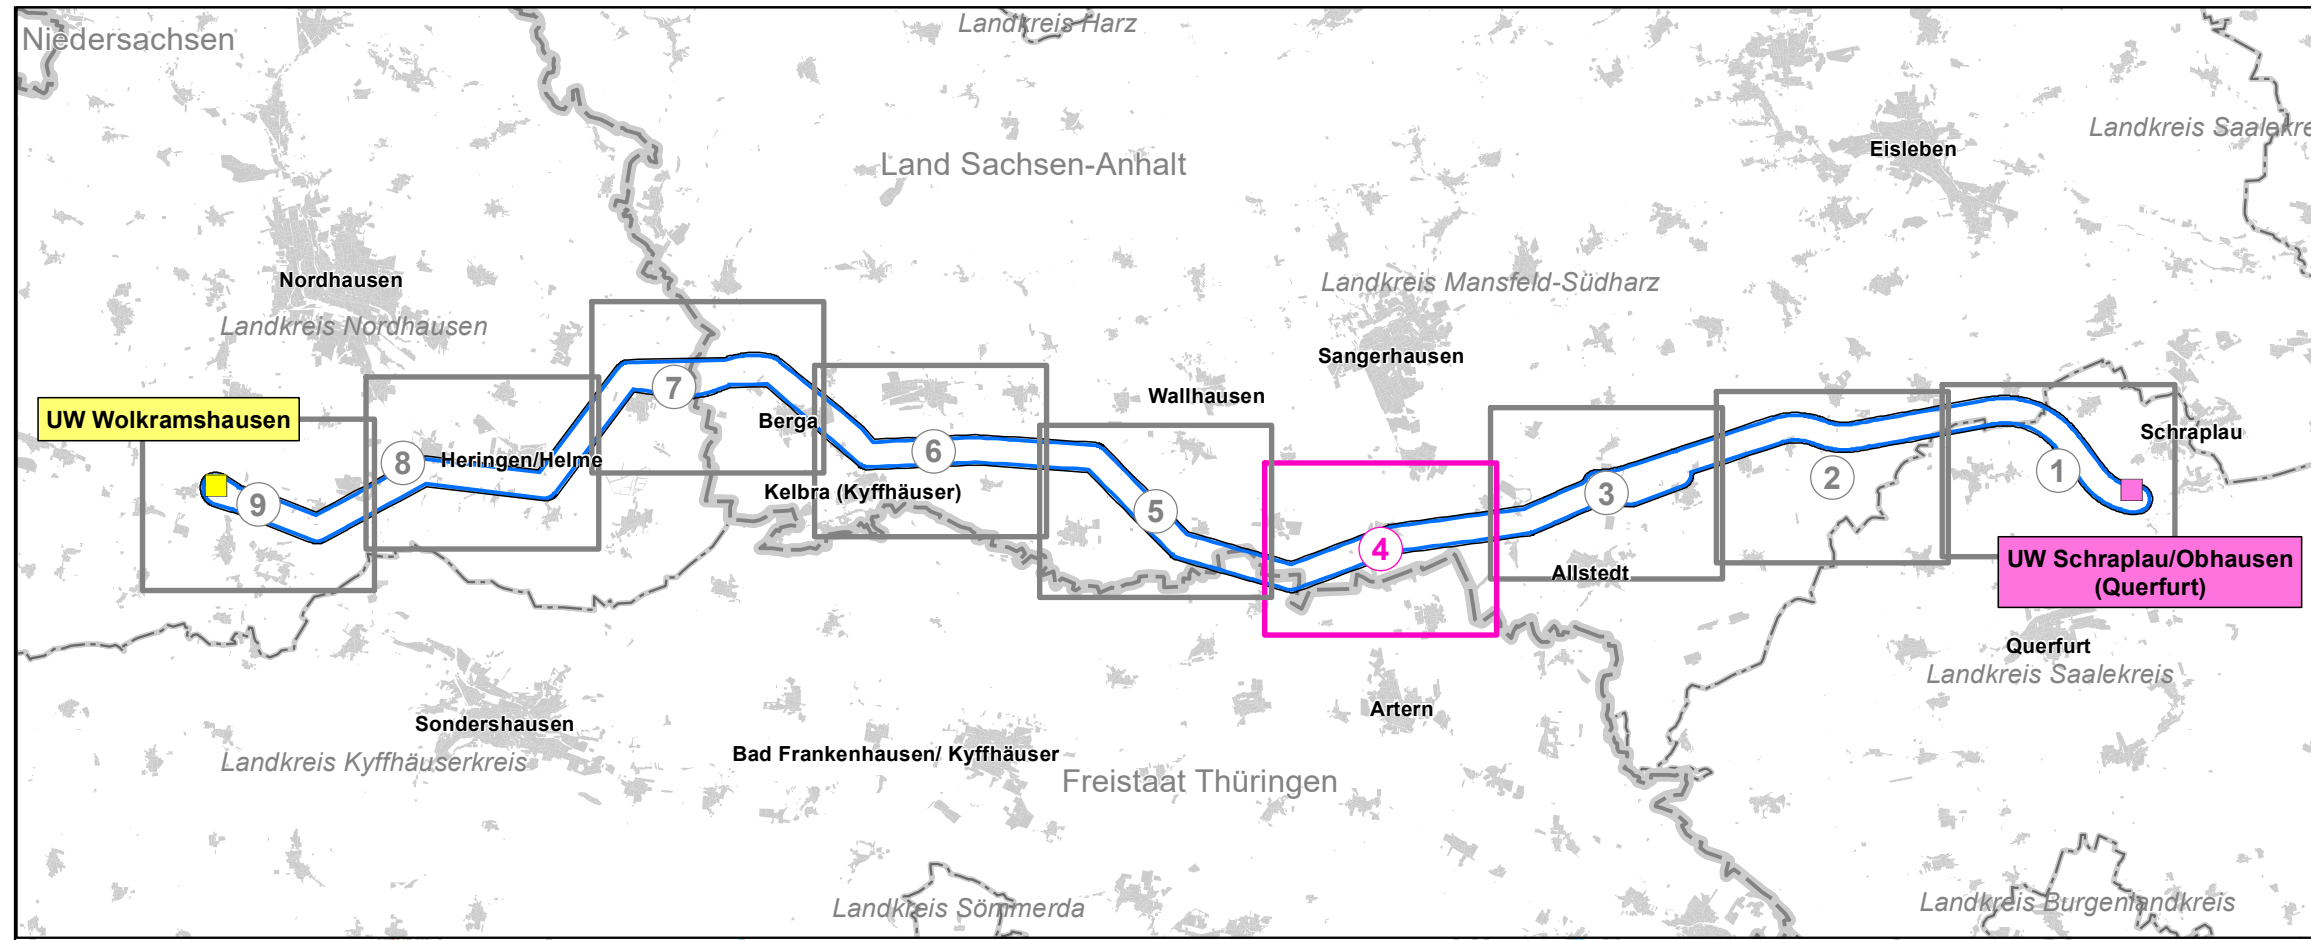 Landkreis Harz
Niedersachsen
Landkreis Saalekre
Eisleben
Land Sachsen-Anhalt
Nordhausen
Landkreis Mansfeld-Südharz
Landkreis Nordhausen
Sangerhausen
7
Wallhausen
UW Wolkramshausen
Berga
Schraplau
6
8
Heringen/Helme
1
2
Kelbra (Kyffhäuser)
3
9
5
4
UW Schraplau/Obhausen
(Querfurt)
Allstedt
Querfurt
Landkreis Saalekreis
Artern
Sondershausen
Bad Frankenhausen/ Kyffhäuser
Landkreis Kyffhäuserkreis
Freistaat Thüringen
Landkreis Burgenlandkreis
Landkreis Sömmerda